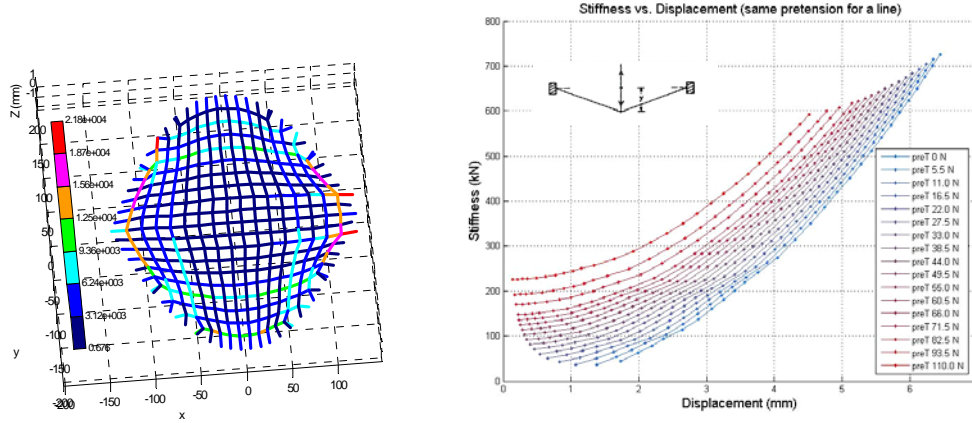 Z(mm)
1
0
-1
200
150
100
50
0
-50
-100
-150
y
2.18e+004
1.87e+004
1.56e+004
1.25e+004
9.36e+003
6.24e+003
3.12e+003
0.676
-200
-200 -150 -100 -50 0 50 100
x
Stiffness vs. Displacement (same pretension for a line)
Stiffness (kN)
800
700
600
500
400
300
200
100
0
y
0 1 2 3 4 5 6 7
Displacement (mm)
preT 0 N
preT 5.5 N
preT 11.0 N
preT 16.5 N
preT 22.0 N
preT 27.5 N
preT 33.0 N
preT 38.5 N
preT 44.0 N
preT 49.5 N
preT 55.0 N
preT 60.5 N
preT 66.0 N
preT 71.5 N
preT 82.5 N
preT 93.5 N
preT 110.0 N